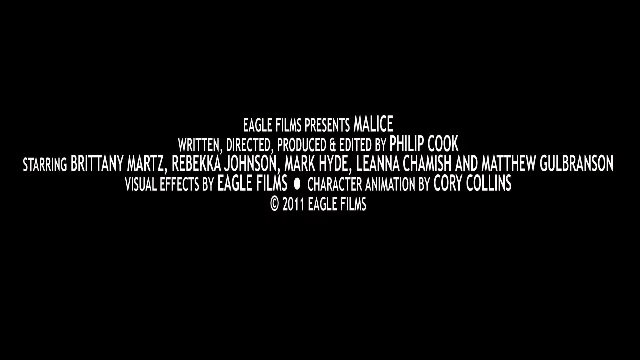 EAGLE FILMS PRESENTS MALICE
WRITTEN, DIRECTED, PRODUCED & EDITED BY PHILIP COOK
STARRING BRITTANY MARTZ, REBEKKA JOHNSON, MARK HYDE, LEANNA CHAMISH AND MATTHEW GULBRANSON
VISUAL EFFECTS BY EAGLE FILMS ● CHARACTER ANIMATION BY CORY COLLINS
© 2011 EAGLE FILMS